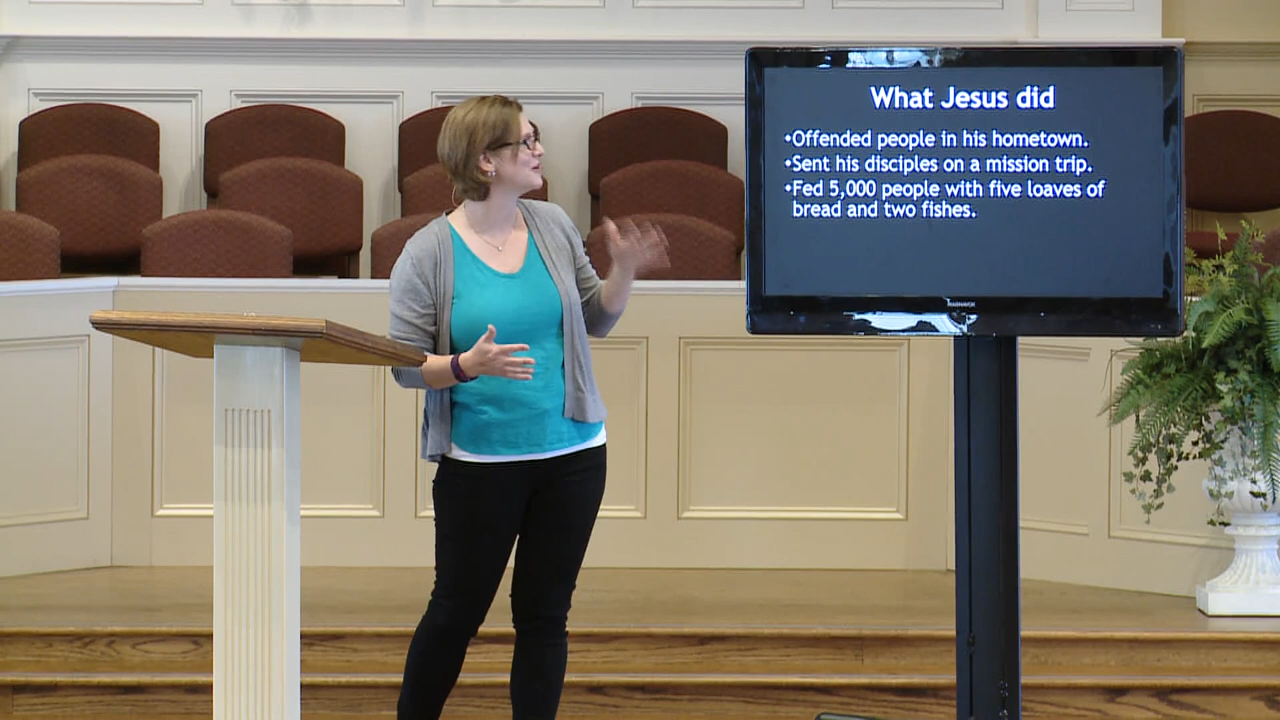 What Jesus did
•Offended people in his hometown.
•Sent his disciples on a mission trip.
•Fed 5,000 people with five loaves of
bread and two fishes.
MAGNAVOX